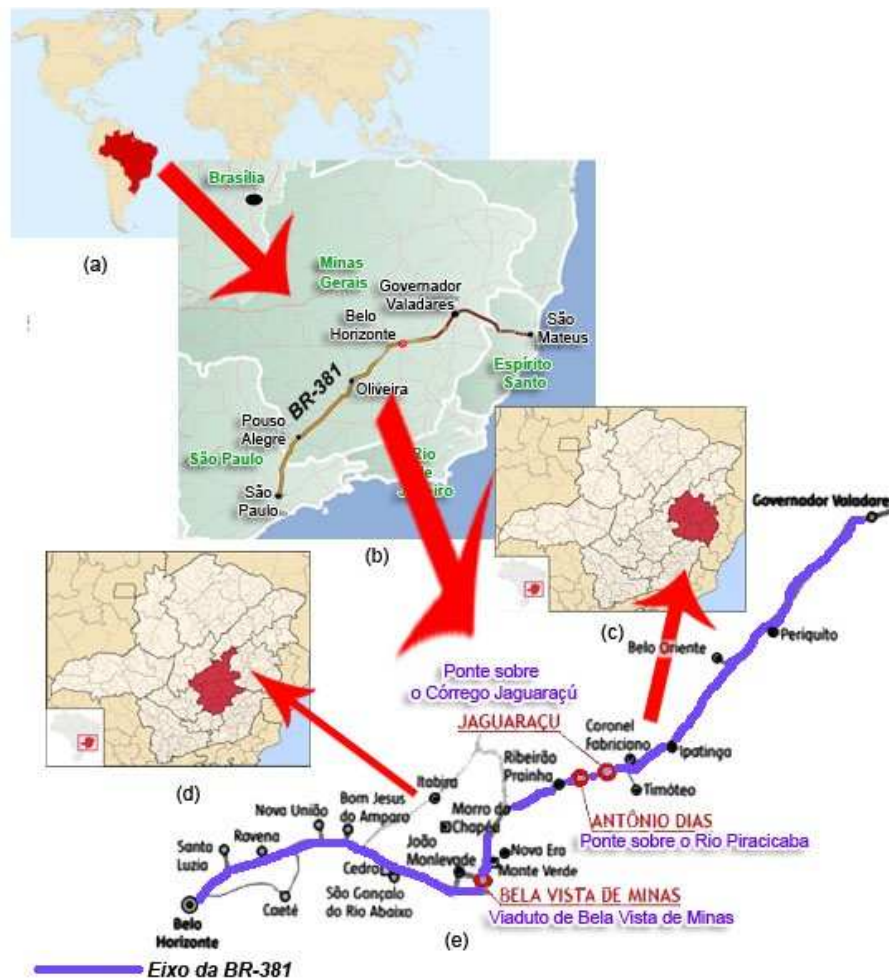 (a)
Brasília
Minas
Gerais
Governador
Valadares
Belo
Horizonte
São
Mateus
BR-381
Oliveira
Espírito
Santo
Pouso
Alegre
São Paulo
Rio
de
Janeiro
São
Paulo
(b)
(c)
Governador Valadare
Periquito
Belo Oriente
Ponte sobre
o Córrego Jaguaraçú
JAGUARAÇU
Coronel
Fabriciano
Ipatinga
Ribeirão
Prainha
Timóteo
(d)
Itabira
ANTÔNIO DIAS
Ponte sobre o Rio Piracicaba
Nova União
Bom Jesus
do Amparo
Morro do
Chapéu
Santa
Luzia
Ravena
João
Monlevade
Nova Era
Monte Verde
Cedro
São Gonçalo
do Rio Abaixo
BELA VISTA DE MINAS
Viaduto de Bela Vista de Minas
Caeté
Belo
Horizonte
(e)
Eixo da BR-381